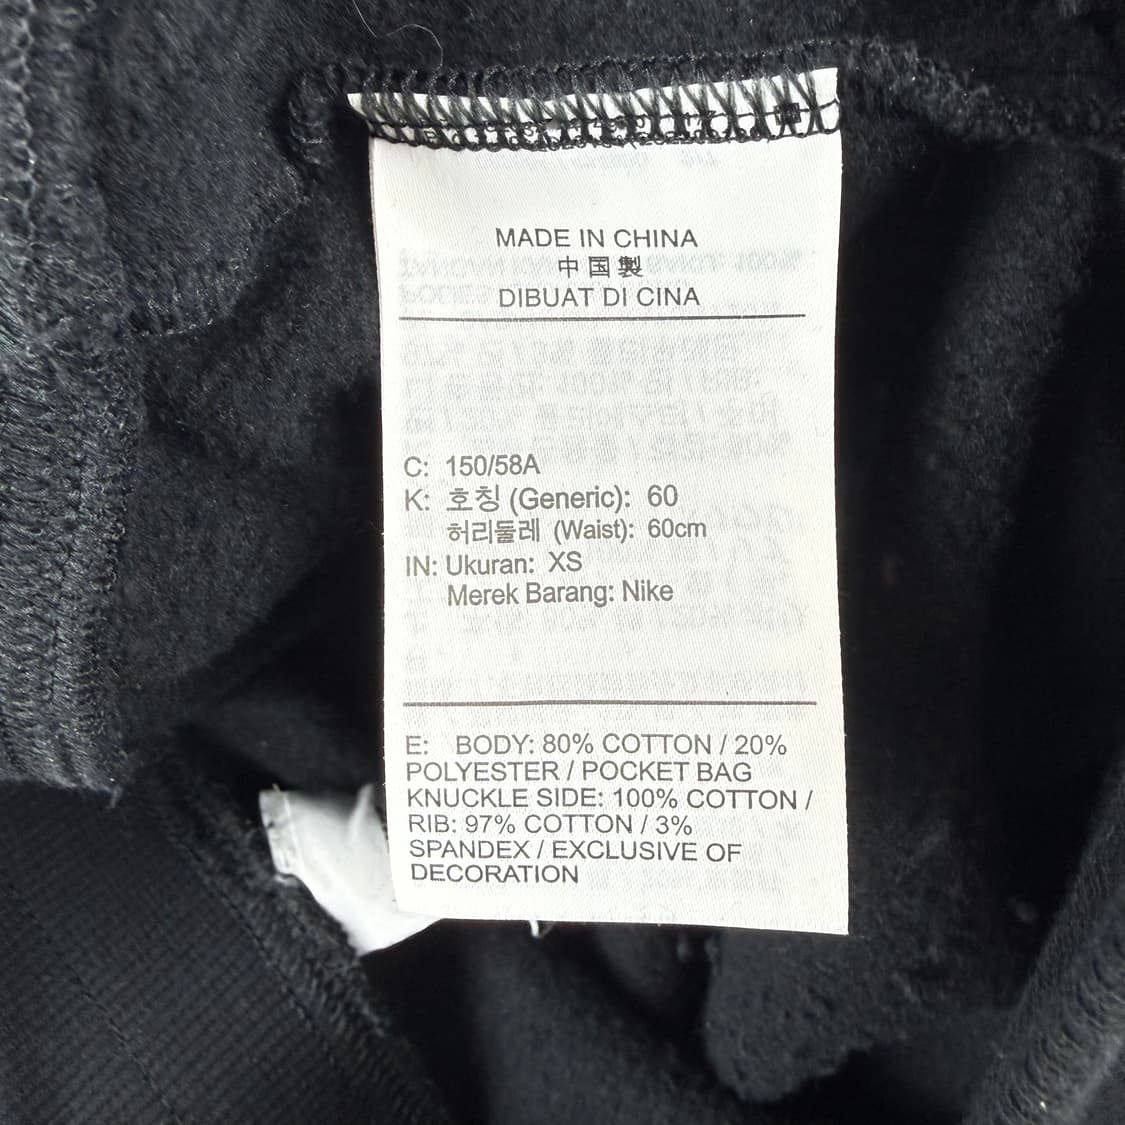 MADE IN CHINA
中国製
DIBUAT DI CINA
C: 150/58A
K: 호칭 (Generic): 60
허리둘레 (Waist): 60cm
IN: Ukuran: XS
Merek Barang: Nike
E: BODY: 80% COTTON / 20%
POLYESTER / POCKET BAG
KNUCKLE SIDE: 100% COTTON /
RIB: 97% COTTON / 3%
SPANDEX / EXCLUSIVE OF
DECORATION